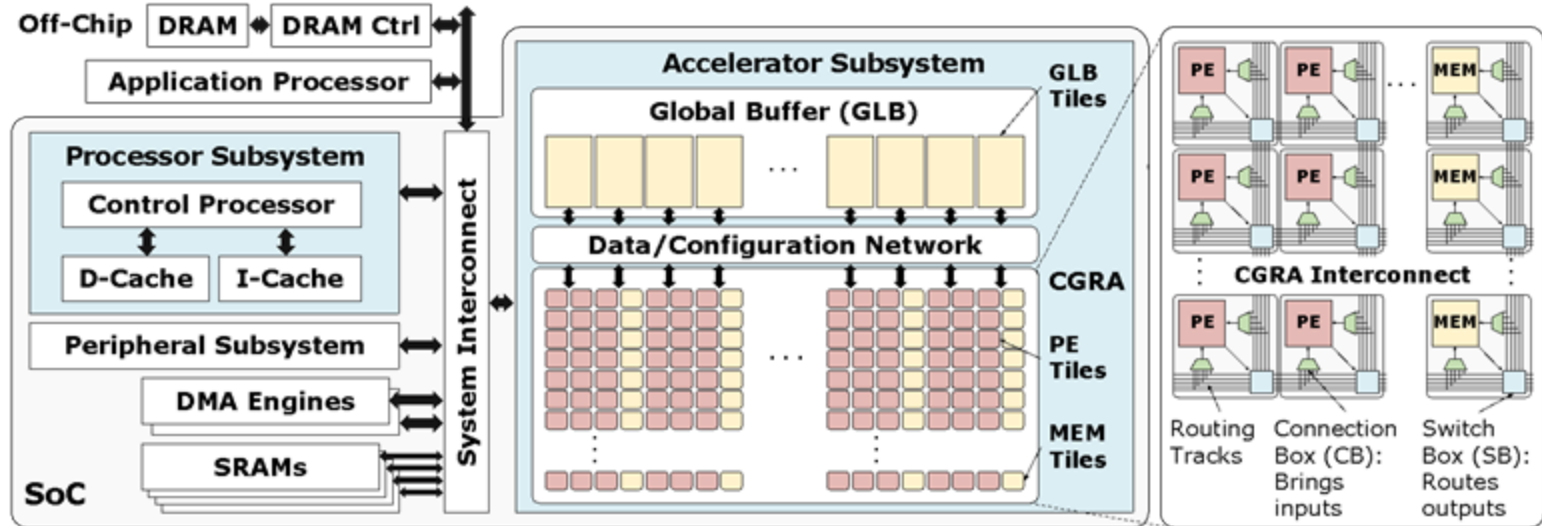 Off-Chip
DRAM
DRAM Ctrl
Application Processor
Processor Subsystem
Control Processor
D-Cache
I-Cache
Peripheral Subsystem
DMA Engines
SRAMs
SoC
System Interconnect
Accelerator Subsystem
Global Buffer (GLB)
...
GLB
Tiles
Data/Configuration Network
CGRA
...
PE
Tiles
MEM
Tiles
PE
PE
...
MEM
PE
PE
MEM
CGRA Interconnect
PE
PE
MEM
Routing
Tracks
Connection
Box (CB):
Brings
inputs
Switch
Box (SB):
Routes
outputs